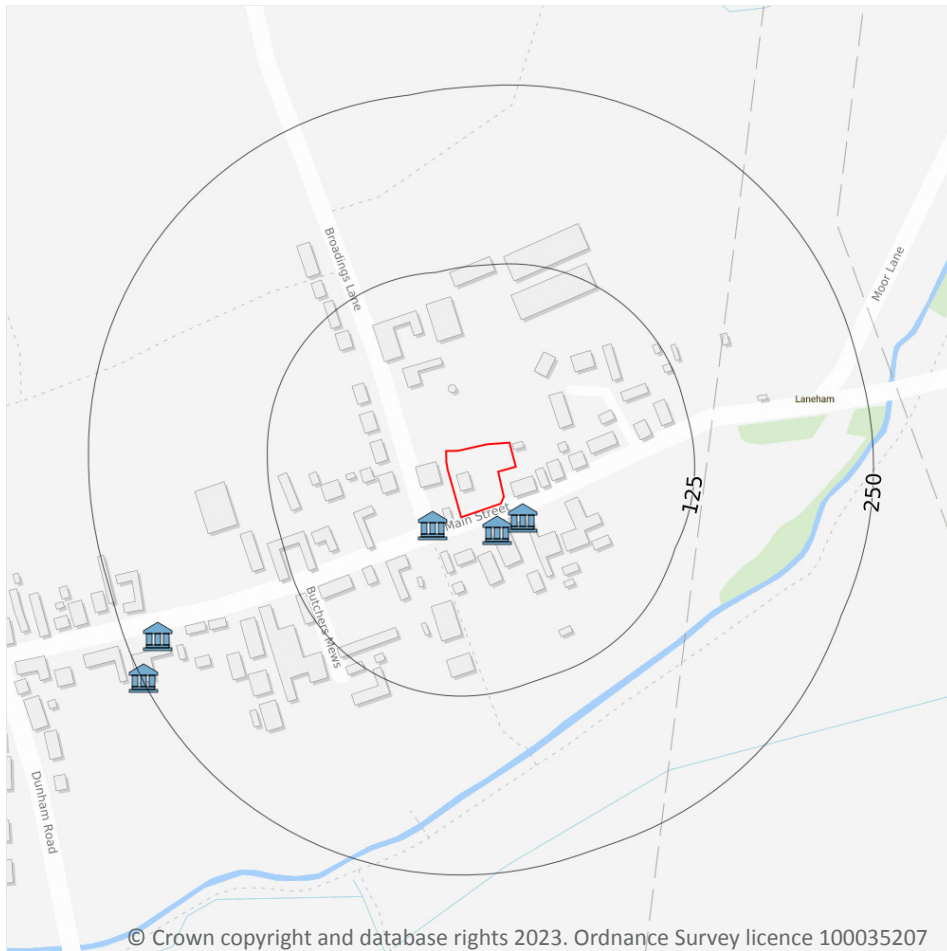 Broadings Lane
Moor Lane
Laneham
125
250
Main Street
Butchers Mews
Dunham Road
© Crown copyright and database rights 2023. Ordnance Survey licence 100035207